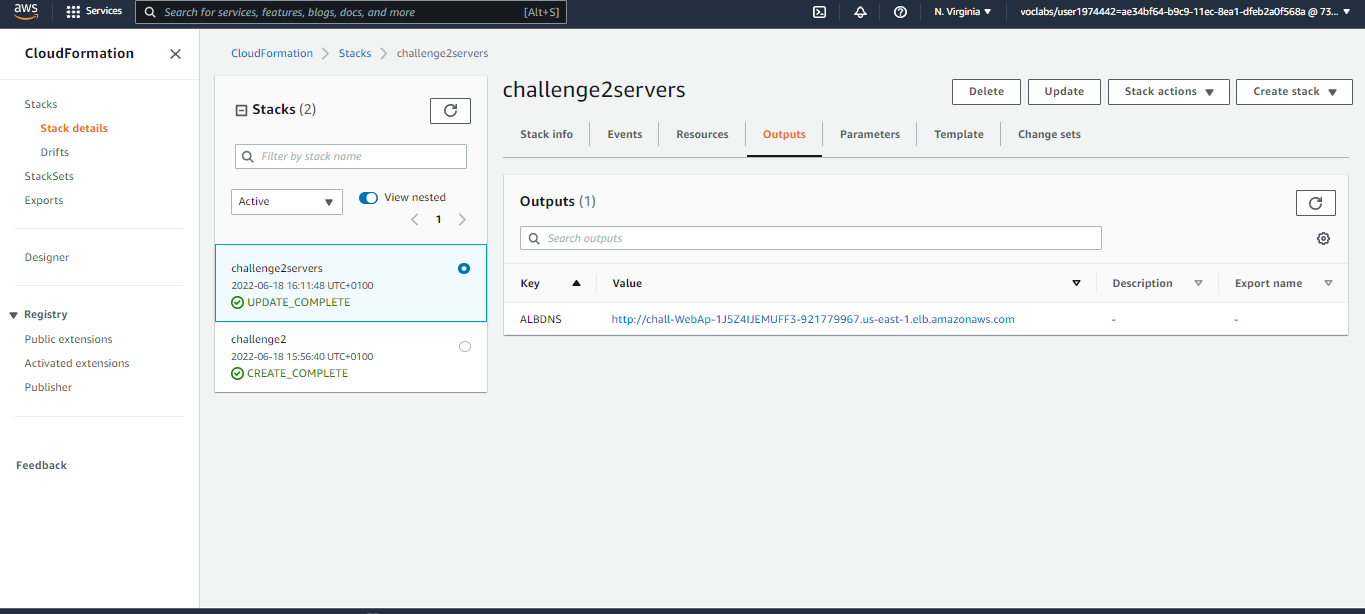 aws
Services
Search for services, features, blogs, docs, and more
[Alt+S]
N. Virginia
voclabs/user1974442=ae34bf64-b9c9-11ec-8ea1-dfeb2a0f568a @ 73...
CloudFormation
Stacks
Stack details
Drifts
StackSets
Exports
Designer
Registry
Public extensions
Activated extensions
Publisher
Feedback
CloudFormation
Stacks
challenge2servers
Stacks (2)
Filter by stack name
Active
View nested
1
challenge2servers
2022-06-18 16:11:48 UTC+0100
UPDATE_COMPLETE
challenge2
2022-06-18 15:56:40 UTC+0100
CREATE_COMPLETE
challenge2servers
Delete
Update
Stack actions
Create stack
Stack info
Events
Resources
Outputs
Parameters
Template
Change sets
Outputs (1)
Search outputs
Key
Value
Description
Export name
ALBDNS
http://chall-WebAp-1J5Z4IJEMUFF3-921779967.us-east-1.elb.amazonaws.com
-
-